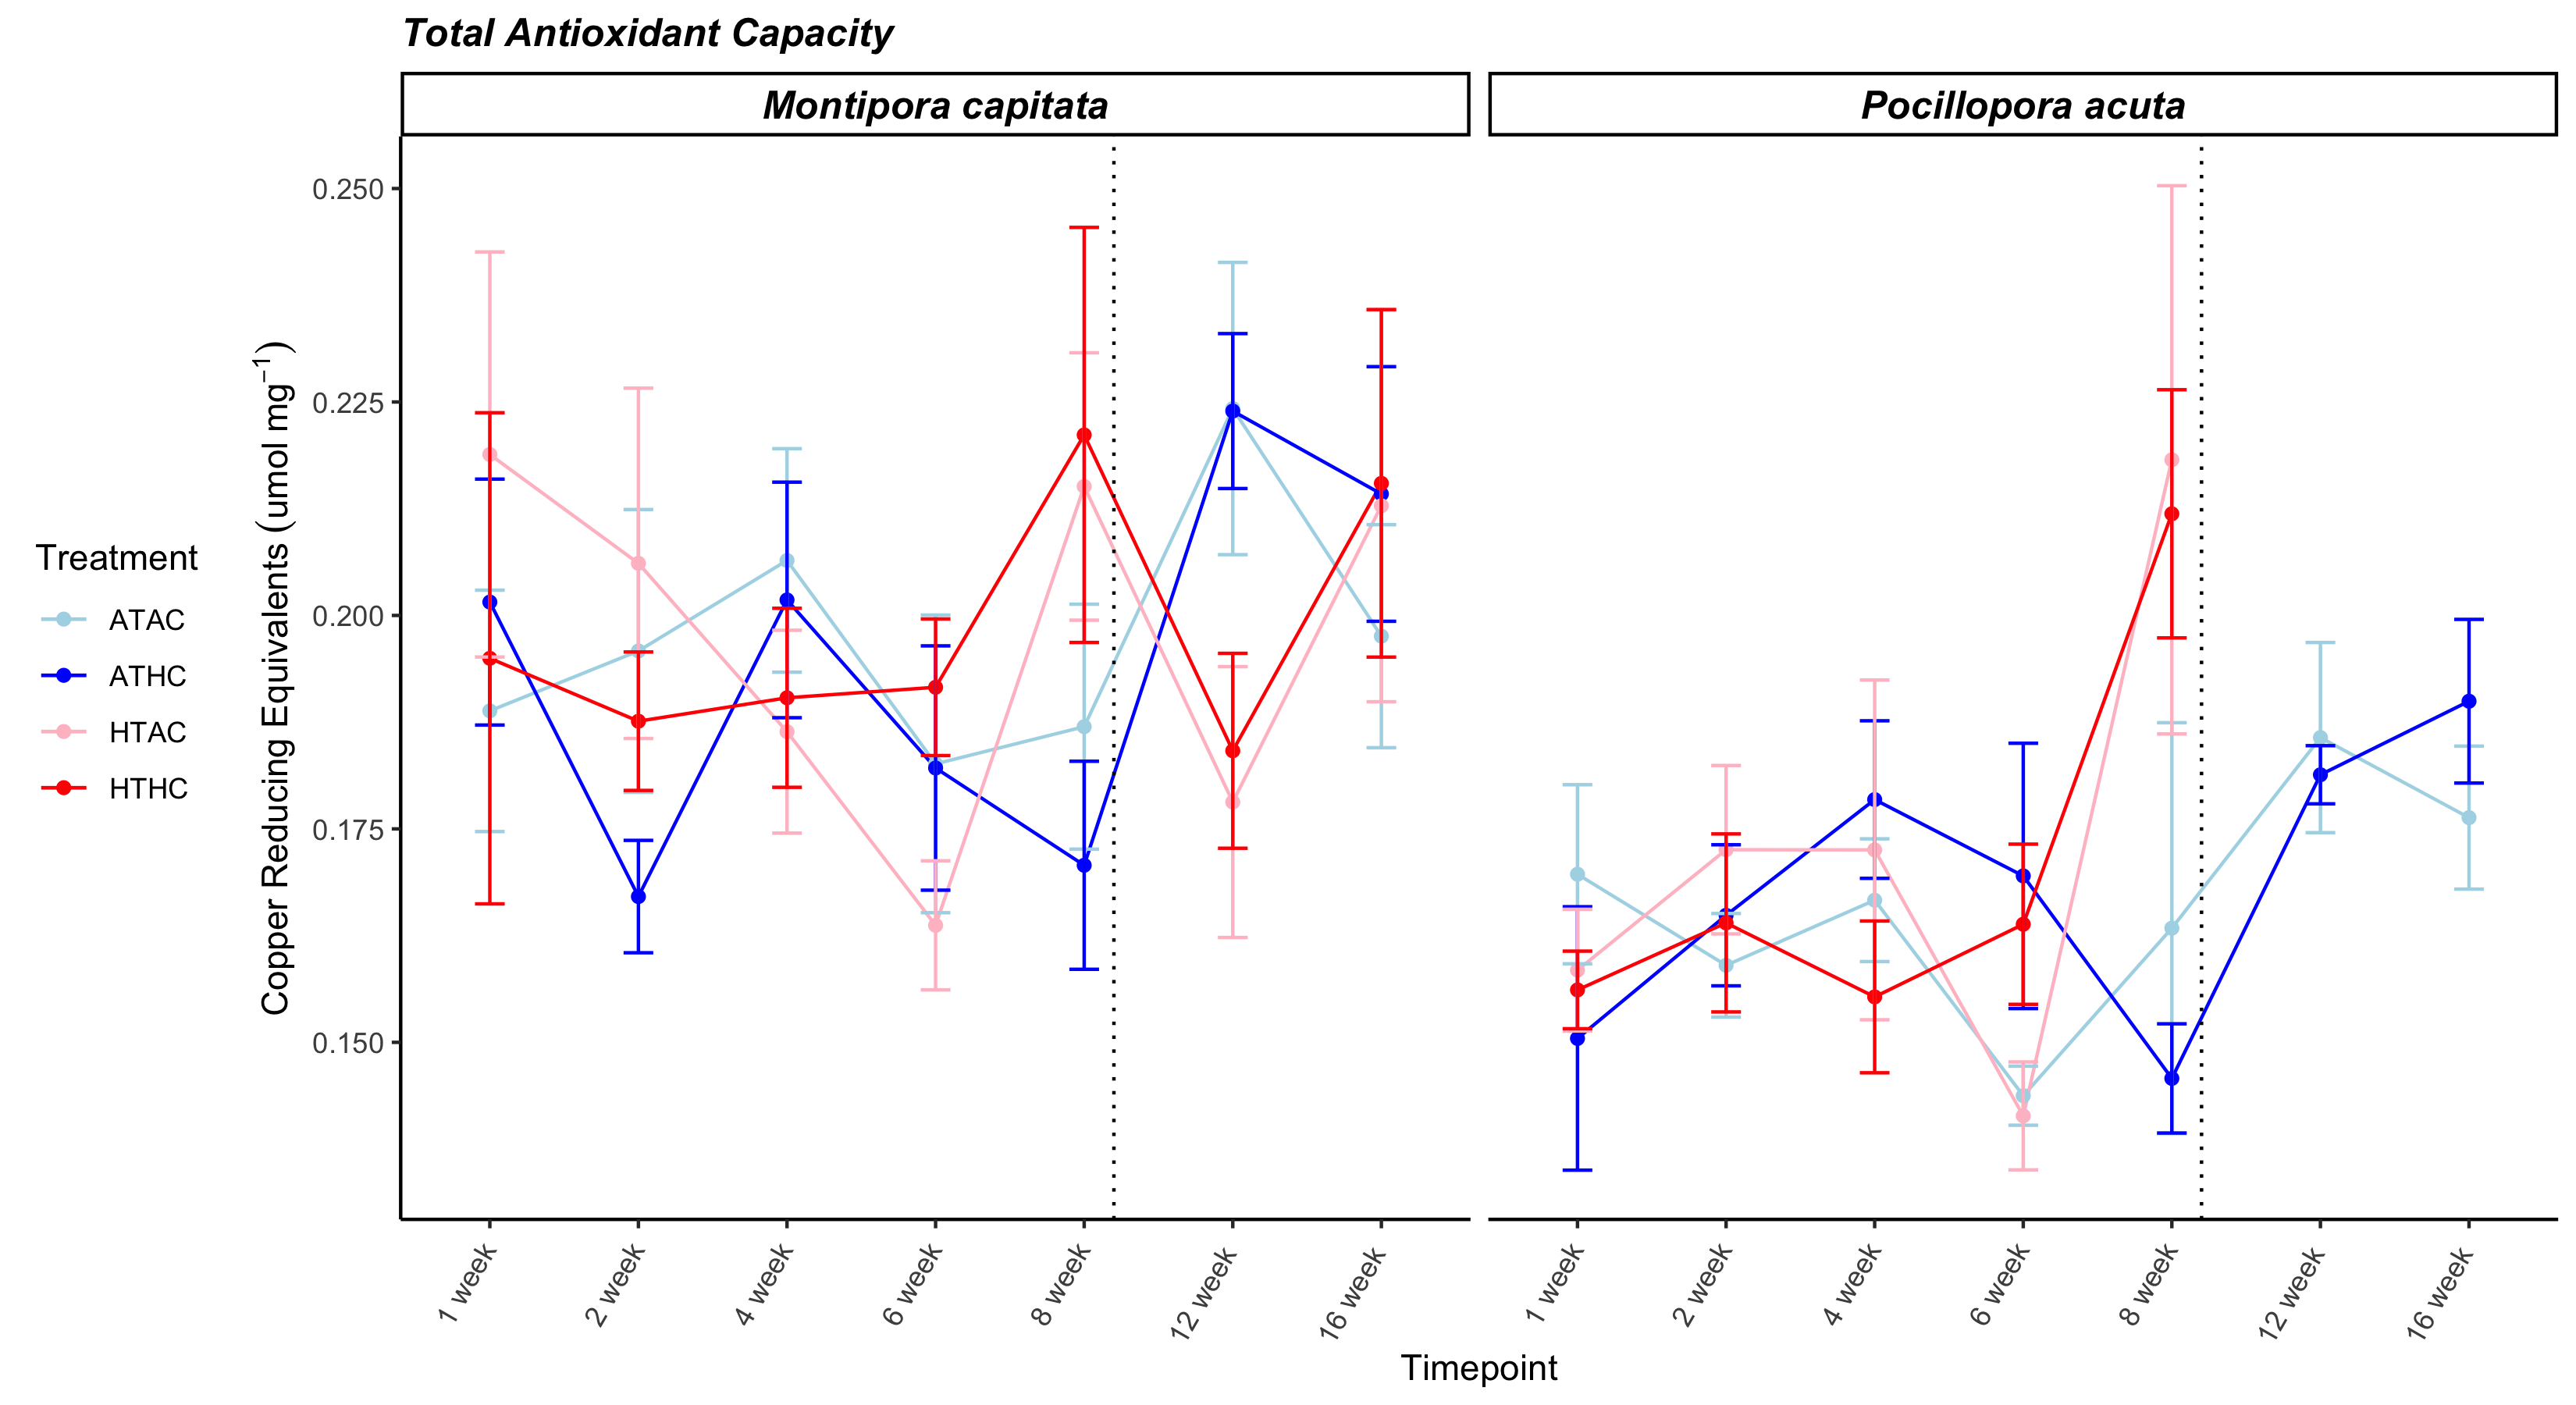 Total Antioxidant Capacity
Montipora capitata
Pocillopora acuta
Copper Reducing Equivalents (umol mg⁻¹)
0.250
0.225
0.200
0.175
0.150
Treatment
ATAC
ATHC
HTAC
HTHC
1 week
2 week
4 week
6 week
8 week
12 week
16 week
1 week
2 week
4 week
6 week
8 week
12 week
16 week
Timepoint